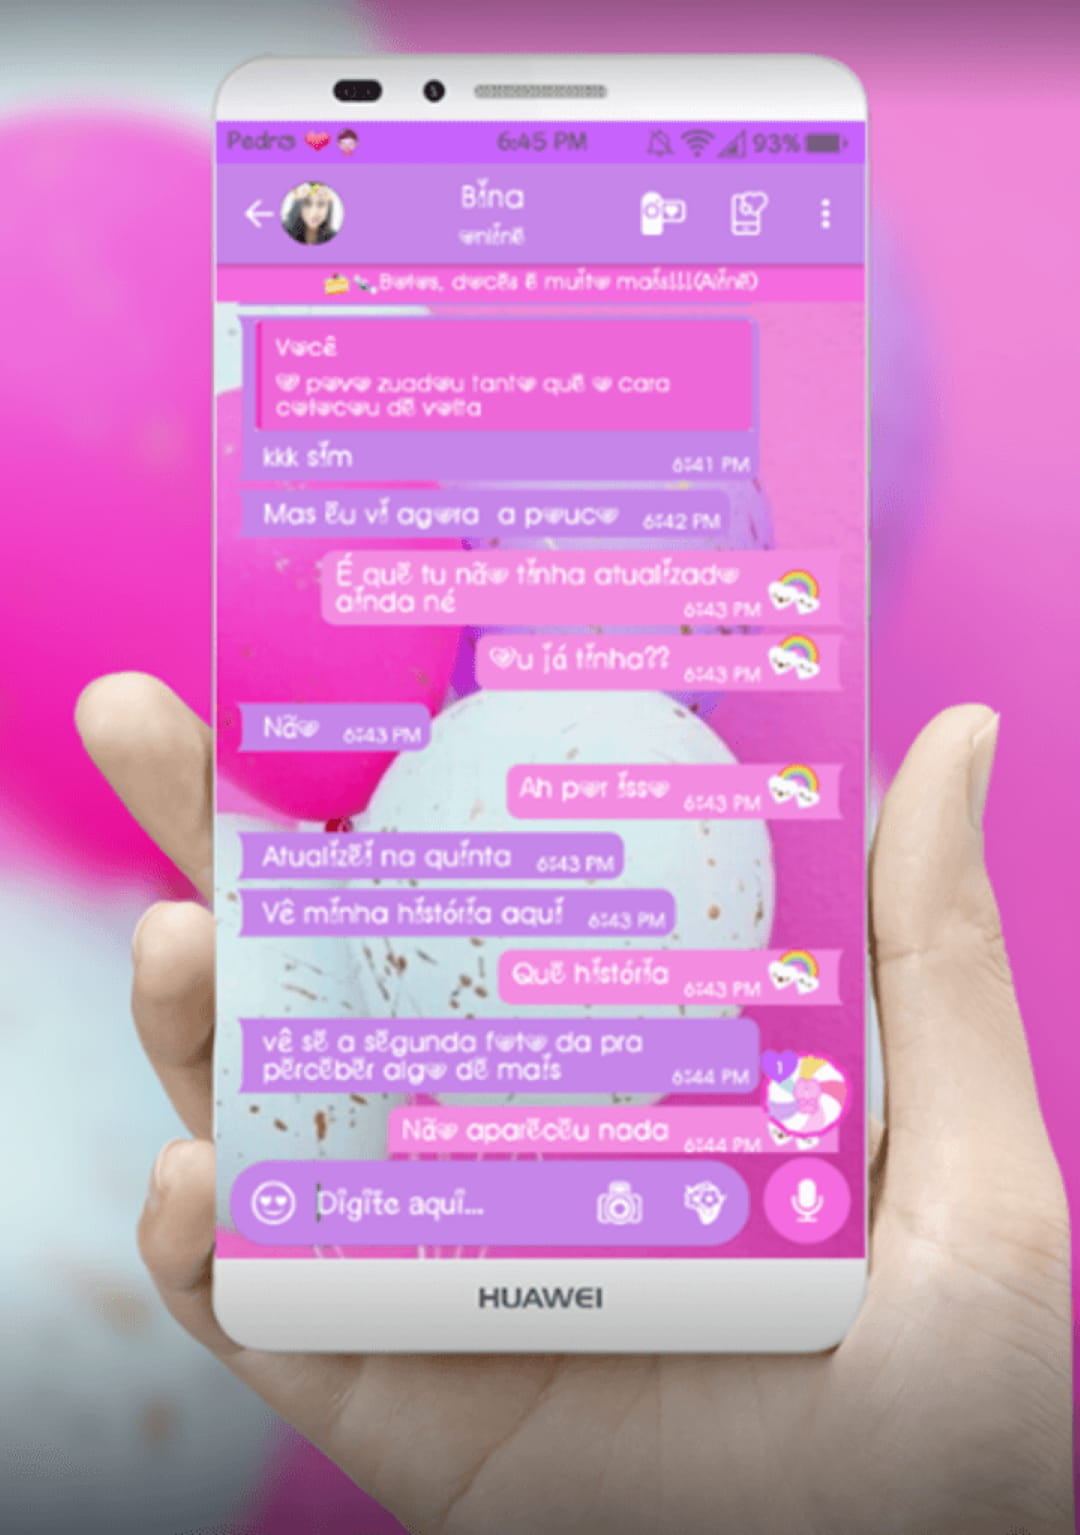 Pedro
6:45 PM
93%
Bina
online
Bolos, doces e muito mais!!!(Aline)
Você
O povo zuadou tanto que o cara
colocou de volta
kkk sim
6:41 PM
Mas eu vi agora a pouco
6:42 PM
É que tu não tinha atualizado
ainda né
6:43 PM
Ou já tinha??
6:43 PM
Não
6:43 PM
Ah por isso
6:43 PM
Atualizei na quinta
6:43 PM
Vê minha história aqui
6:43 PM
Que história
6:43 PM
vê se a segunda foto da pra
perceber algo de mais
6:44 PM
1
Não apareceu nada
6:44 PM
Digite aqui...
HUAWEI